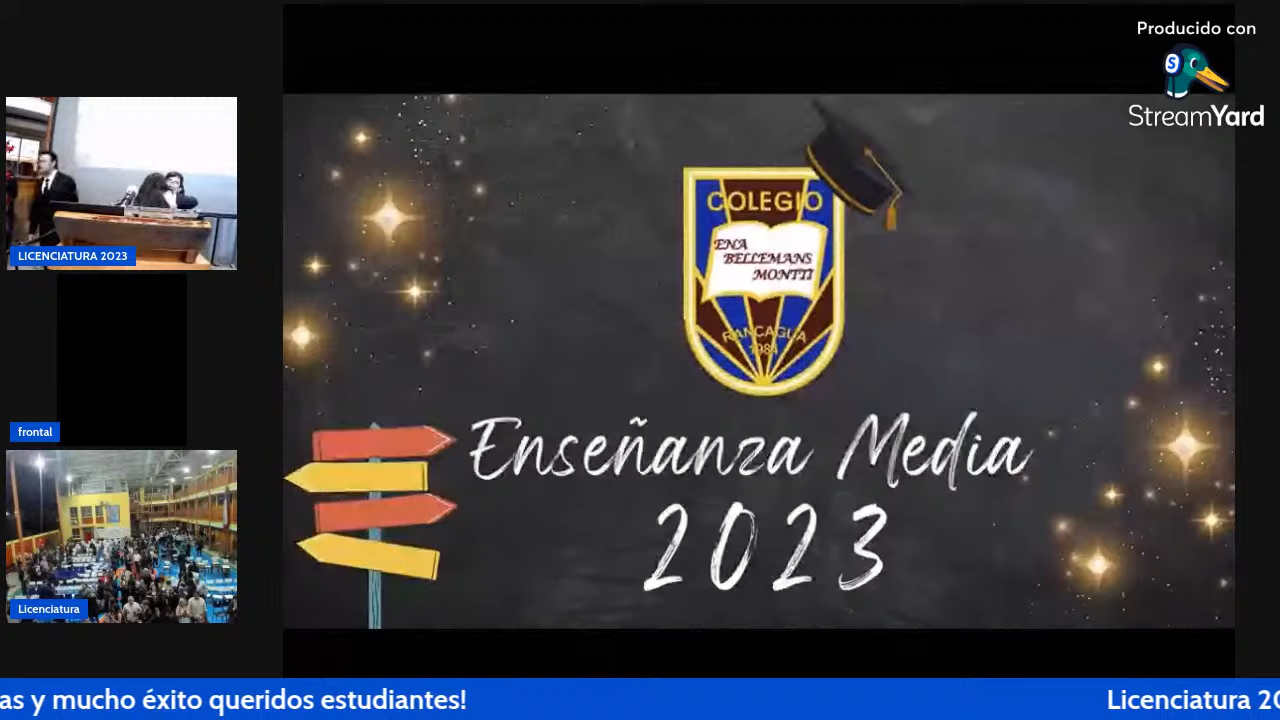 Producido con
StreamYard
LICENCIATURA 2023
frontal
Licenciatura
COLEGIO
ENA
BELLEMANS
MONTTI
RANCAGUA
1984
Enseñanza Media
2023
as y mucho éxito queridos estudiantes!
Licenciatura 20